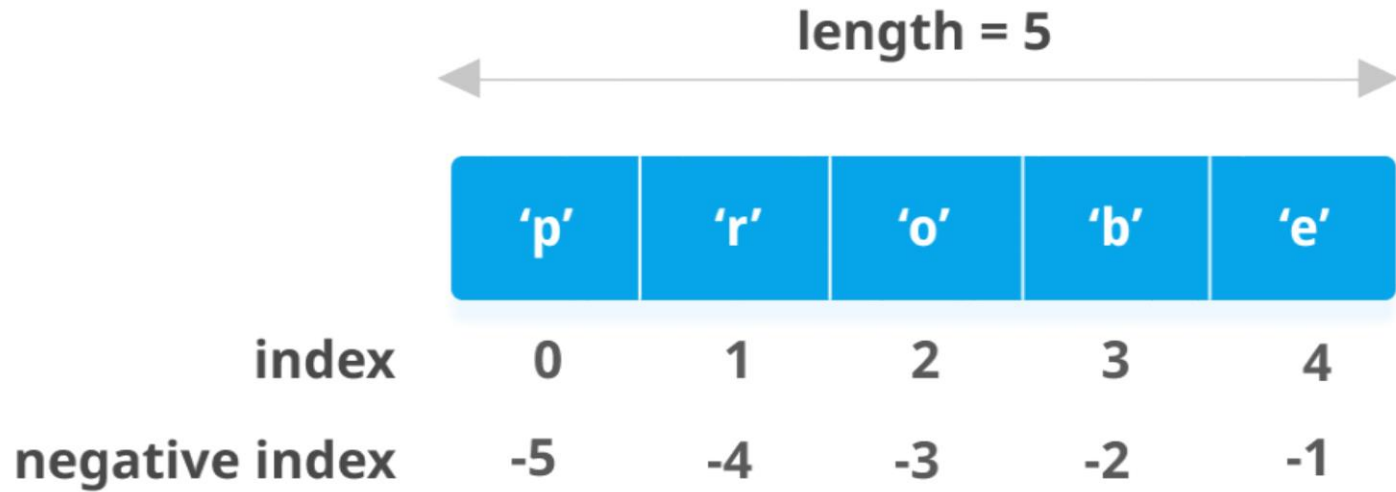 length = 5
‘p’ ‘r’ ‘o’ ‘b’ ‘e’
index 0 1 2 3 4
negative index -5 -4 -3 -2 -1